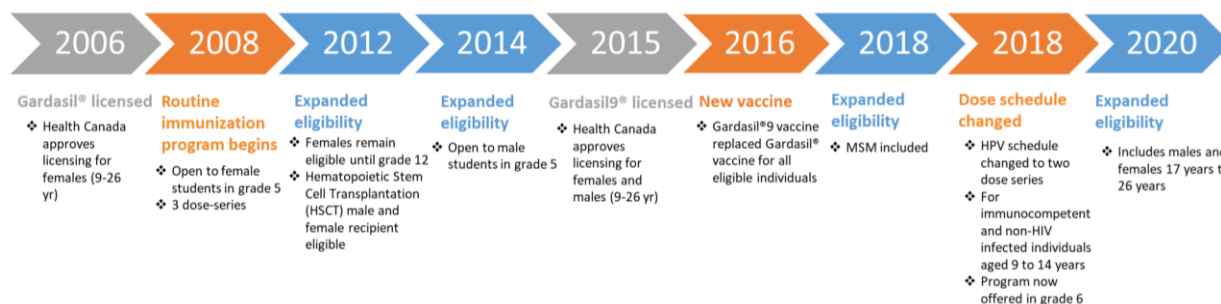 2006
2008
2012
2014
2015
2016
2018
2018
2020
Gardasil® licensed
❖ Health Canada
approves
licensing for
females (9-26
yr)
Routine
immunization
program begins
❖ Open to female
students in grade 5
❖ 3 dose-series
Expanded
eligibility
❖ Females remain
eligible until grade 12
❖ Hematopoietic Stem
Cell Transplantation
(HSCT) male and
female recipient
eligible
Expanded
eligibility
❖ Open to male
students in grade 5
Gardasil9® licensed
❖ Health Canada
approves
licensing for
females and
males (9-26 yr)
New vaccine
❖ Gardasil®9 vaccine
replaced Gardasil®
vaccine for all
eligible individuals
Expanded
eligibility
❖ MSM included
Dose schedule
changed
❖ HPV schedule
changed to two
dose series
❖ For
immunocompetent
and non-HIV
infected individuals
aged 9 to 14 years
❖ Program now
offered in grade 6
Expanded
eligibility
❖ Includes males and
females 17 years
26 years